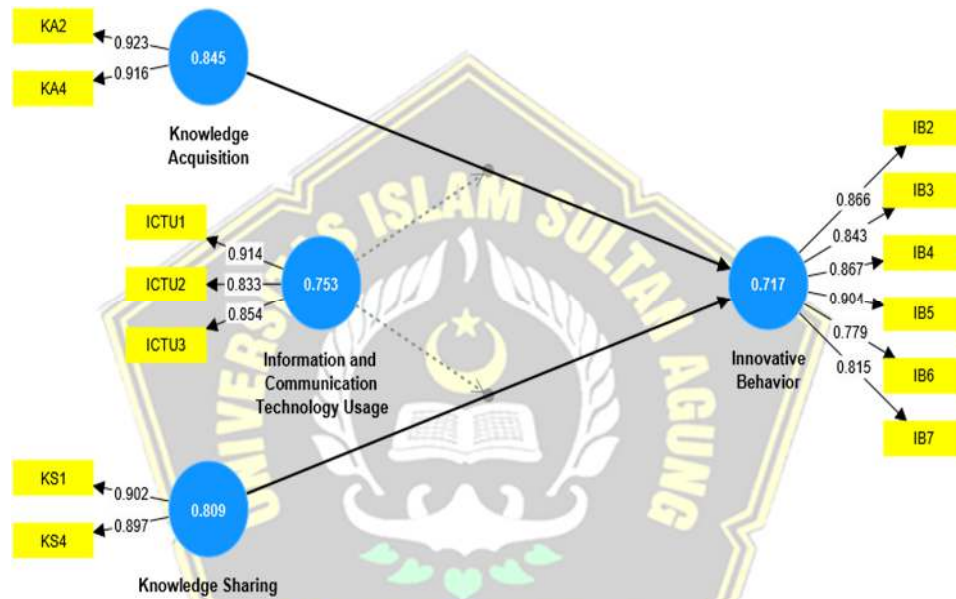 KA2
0.923
0.845
KA4
0.916
Knowledge
Acquisition
IB2
0.866
IB3
0.843
ICTU1
0.914
IB4
0.867
ICTU2
0.833
0.753
0.717
0.904
IB5
ICTU3
0.854
0.779
IB6
0.815
IB7
Information and
Communication
Technology Usage
Innovative
Behavior
KS1
0.902
0.809
KS4
0.897
Knowledge Sharing
UNIVERSITAS ISLAM SULTAN AGUNG